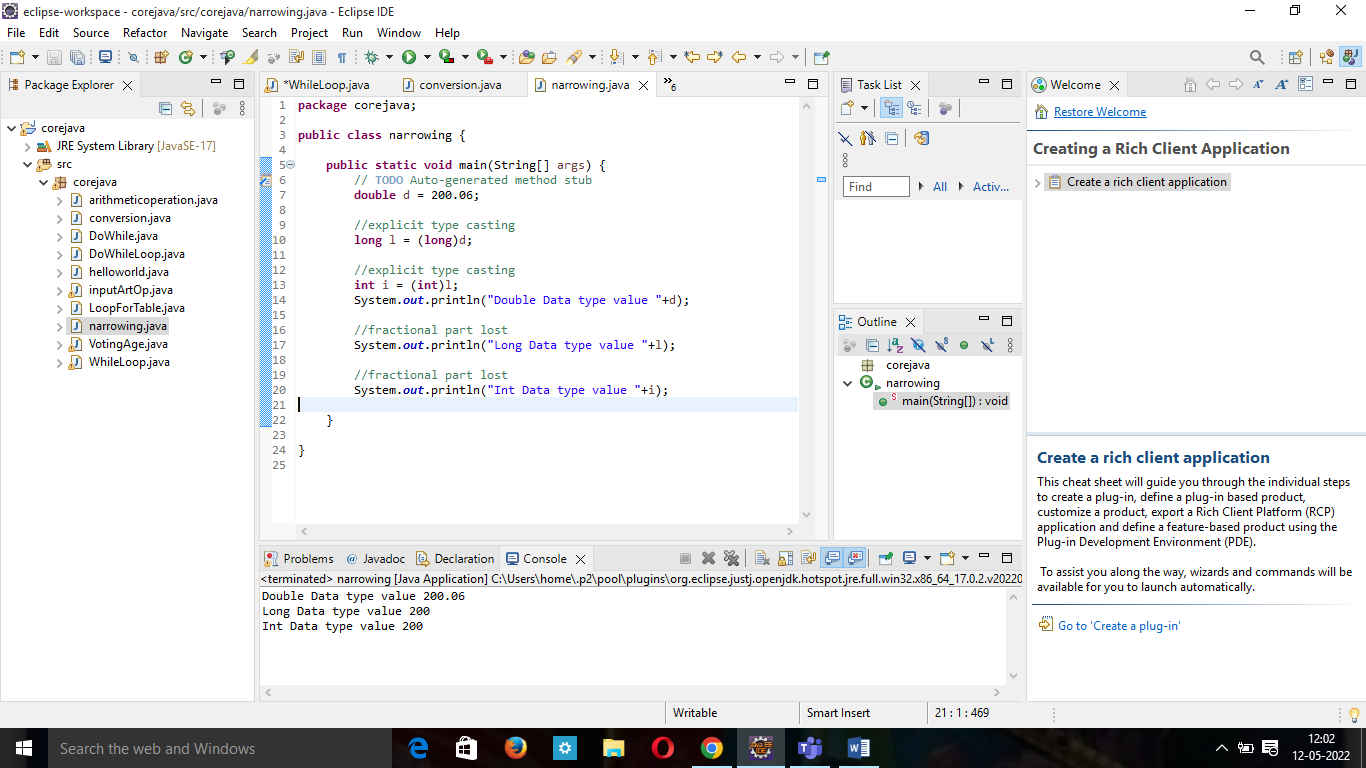 eclipse-workspace - corejava/src/corejava/narrowing.java - Eclipse IDE
File Edit Source Refactor Navigate Search Project Run Window Help
Package Explorer
corejava
JRE System Library [JavaSE-17]
src
corejava
arithmeticoperation.java
conversion.java
DoWhile.java
DoWhileLoop.java
helloworld.java
inputArtOp.java
LoopForTable.java
narrowing.java
VotingAge.java
WhileLoop.java
*WhileLoop.java conversion.java narrowing.java »6
1 package corejava;
2
3 public class narrowing {
4
5 public static void main(String[] args) {
6 // TODO Auto-generated method stub
7 double d = 200.06;
8
9 //explicit type casting
10 long l = (long)d;
11
12 //explicit type casting
13 int i = (int)l;
14 System.out.println("Double Data type value "+d);
15
16 //fractional part lost
17 System.out.println("Long Data type value "+l);
18
19 //fractional part lost
20 System.out.println("Int Data type value "+i);
21
22 }
23
24 }
25
Task List
Find All Activ...
Outline
corejava
narrowing
main(String[]) : void
Welcome
Restore Welcome
Creating a Rich Client Application
Create a rich client application
Create a rich client application
This cheat sheet will guide you through the individual steps
to create a plug-in, define a plug-in based product,
customize a product, export a Rich Client Platform (RCP)
application and define a feature-based product using the
Plug-in Development Environment (PDE).
To assist you along the way, wizards and commands will be
available for you to launch automatically.
Go to 'Create a plug-in'
Problems @ Javadoc Declaration Console
<terminated> narrowing [Java Application] C:\Users\home\.p2\pool\plugins\org.eclipse.justj.openjdk.hotspot.jre.full.win32.x86_64_17.0.2.v20220
Double Data type value 200.06
Long Data type value 200
Int Data type value 200
Writable Smart Insert 21 : 1 : 469
Search the web and Windows
12:02
12-05-2022